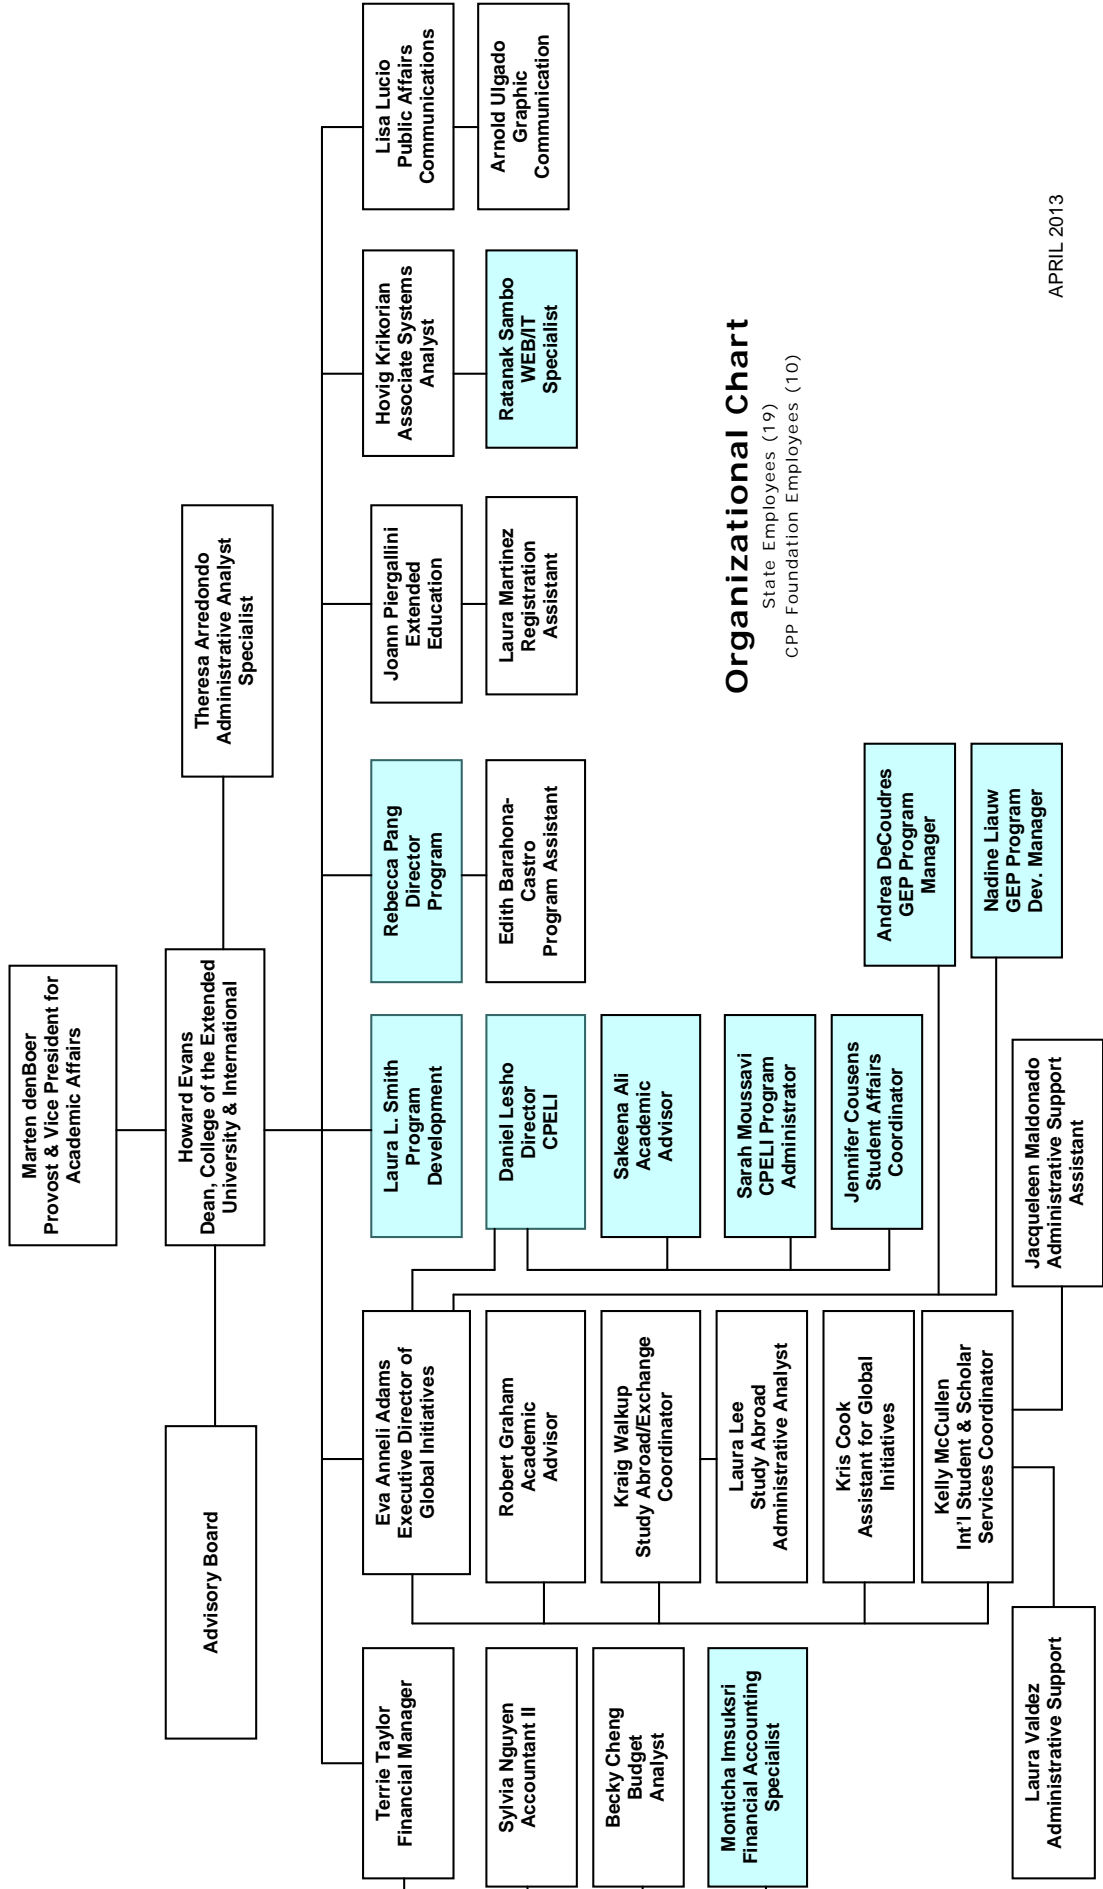 Marten denBoer
Provost & Vice President for
Academic Affairs
Howard Evans
Dean, College of the Extended
University & International
Advisory Board
Theresa Arredondo
Administrative Analyst
Specialist
Terrie Taylor
Financial Manager
Sylvia Nguyen
Accountant II
Becky Cheng
Budget
Analyst
Monticha Imsuksri
Financial Accounting
Specialist
Eva Anneli Adams
Executive Director of
Global Initiatives
Robert Graham
Academic
Advisor
Kraig Walkup
Study Abroad/Exchange
Coordinator
Laura Lee
Study Abroad
Administrative Analyst
Kris Cook
Assistant for Global
Initiatives
Kelly McCullen
Int'l Student & Scholar
Services Coordinator
Laura Valdez
Administrative Support
Jacqueleen Maldonado
Administrative Support
Assistant
Laura L. Smith
Program
Development
Daniel Lesho
Director
CPELI
Sakeena Ali
Academic
Advisor
Sarah Moussavi
CPELI Program
Administrator
Jennifer Cousens
Student Affairs
Coordinator
Andrea DeCoudres
GEP Program
Manager
Nadine Liauw
GEP Program
Dev. Manager
Rebecca Pang
Director
Program
Edith Barahona-
Castro
Program Assistant
Joann Piergallini
Extended
Education
Laura Martinez
Registration
Assistant
Hovig Krikorian
Associate Systems
Analyst
Ratanak Sambo
WEB/IT
Specialist
Lisa Lucio
Public Affairs
Communications
Arnold Ulgado
Graphic
Communication
Organizational Chart
State Employees (19)
CPP Foundation Employees (10)
APRIL 2013